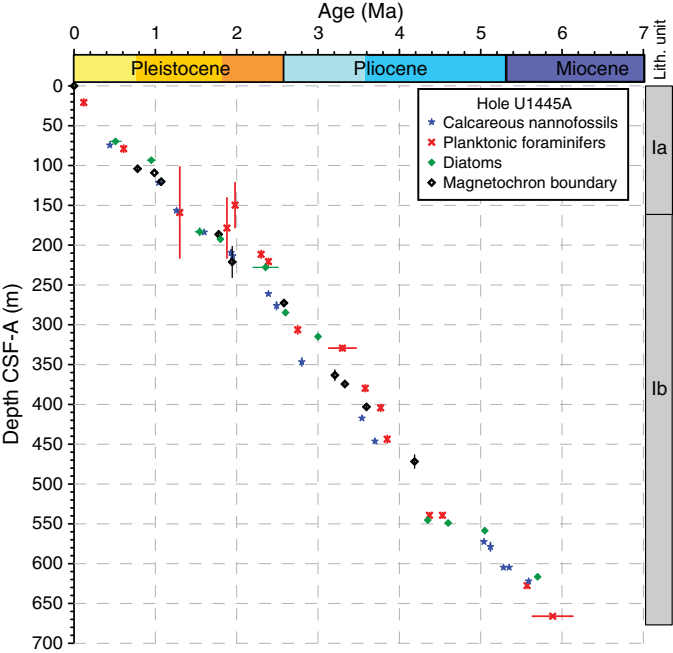 Age (Ma)
0 1 2 3 4 5 6 7
Pleistocene Pliocene Miocene
Lith. unit
Depth CSF-A (m)
0
50
100
150
200
250
300
350
400
450
500
550
600
650
700
Hole U1445A
Calcareous nannofossils
Planktonic foraminifers
Diatoms
Magnetochron boundary
Ia
Ib